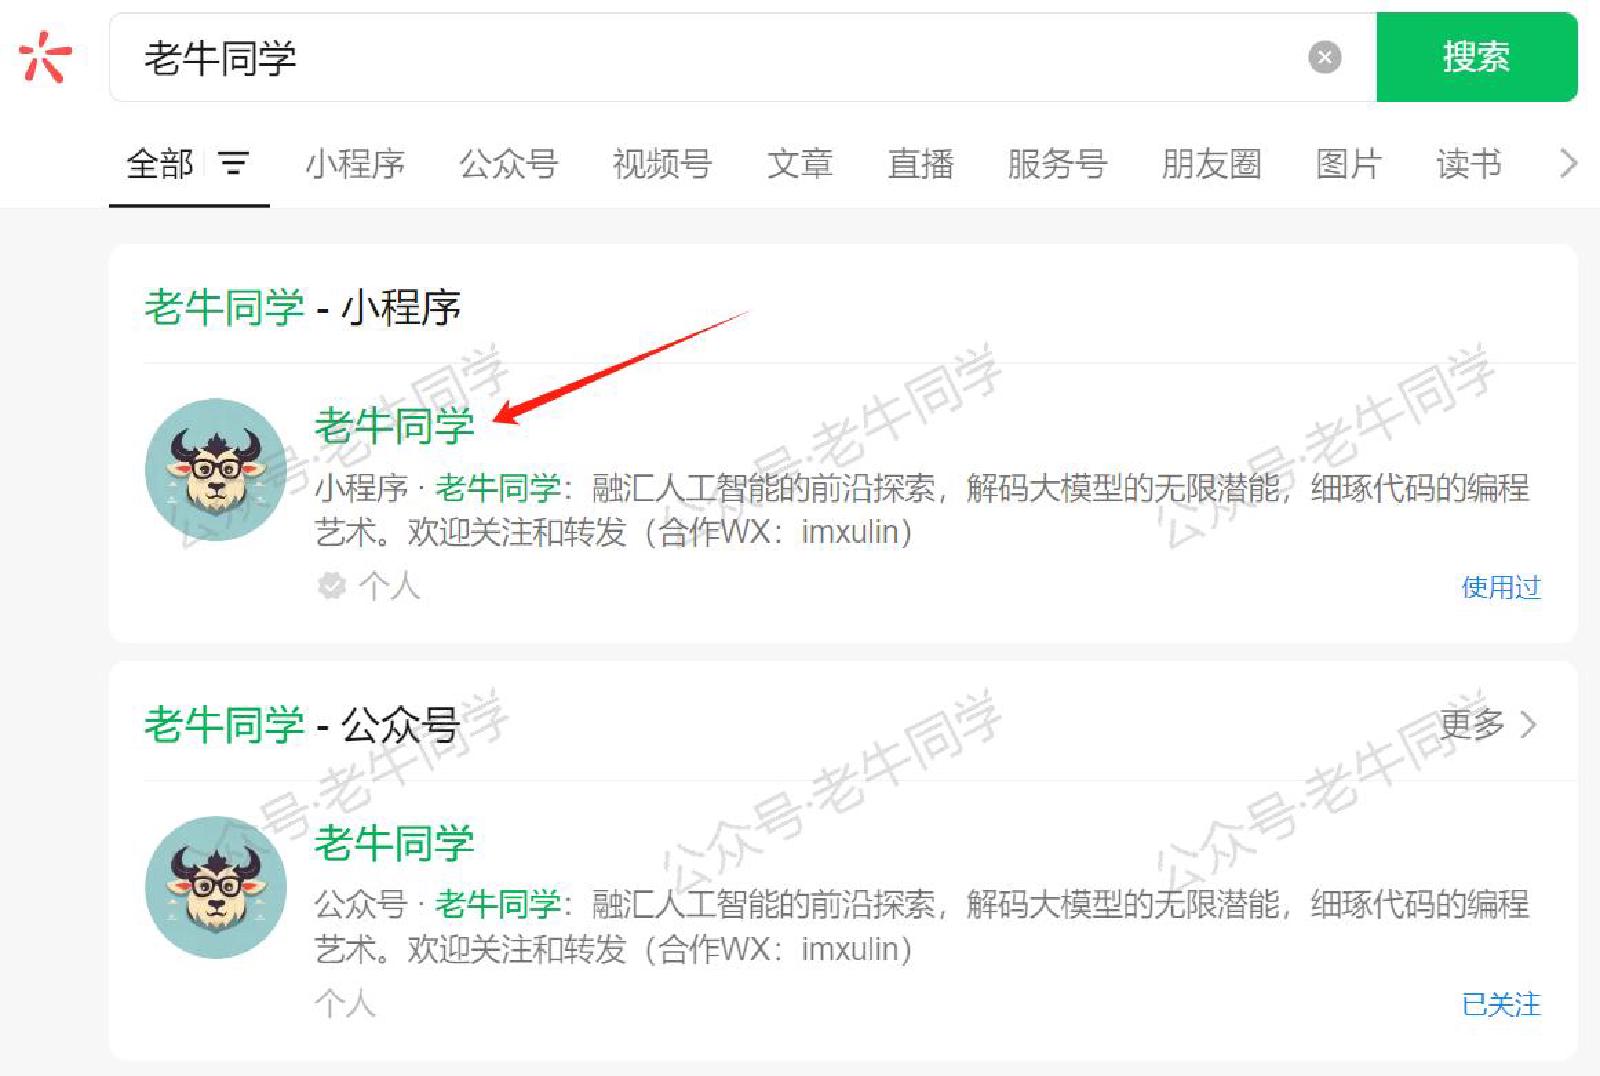 老牛同学
搜索
全部 小程序 公众号 视频号 文章 直播 服务号 朋友圈 图片 读书
老牛同学 - 小程序
老牛同学
小程序 · 老牛同学：融汇人工智能的前沿探索，解码大模型的无限潜能，细琢代码的编程
艺术。欢迎关注和转发（合作WX：imxulin）
个人
使用过
老牛同学 - 公众号
更多
老牛同学
公众号 · 老牛同学：融汇人工智能的前沿探索，解码大模型的无限潜能，细琢代码的编程
艺术。欢迎关注和转发（合作WX：imxulin）
个人
已关注
公众号·老牛同学
公众号·老牛同学
公众号·老牛同学
公众号·老牛同学
公众号·老牛同学
公众号·老牛同学